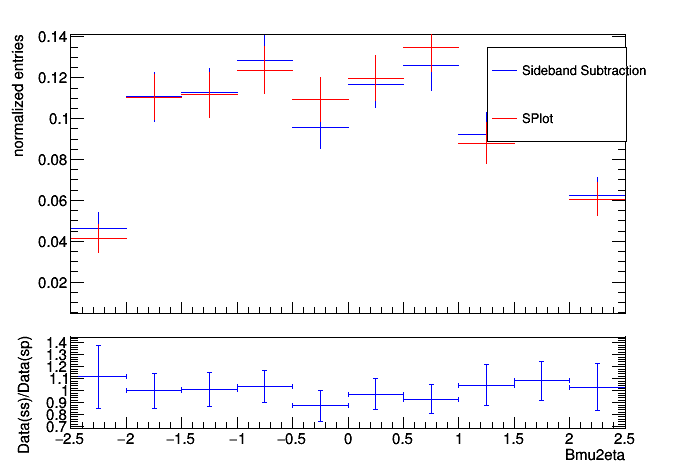 normalized entries
0.14
0.12
0.1
0.08
0.06
0.04
0.02
Sideband Subtraction
SPlot
Data(ss)/Data(sp)
1.4
1.3
1.2
1.1
1
0.9
0.8
0.7
−2.5 −2 −1.5 −1 −0.5 0 0.5 1 1.5 2 2.5
Bmu2eta